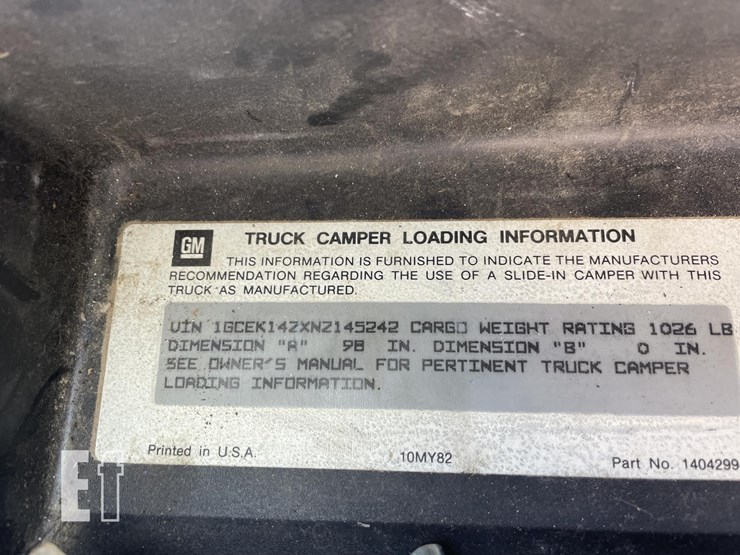 GM TRUCK CAMPER LOADING INFORMATION
THIS INFORMATION IS FURNISHED TO INDICATE THE MANUFACTURERS
RECOMMENDATION REGARDING THE USE OF A SLIDE-IN CAMPER WITH THIS
TRUCK AS MANUFACTURED.
VIN 1GCEK14ZXNZ145242 CARGO WEIGHT RATING 1026 LB
DIMENSION "A" 98 IN. DIMENSION "B" 0 IN.
SEE OWNER'S MANUAL FOR PERTINENT TRUCK CAMPER
LOADING INFORMATION.
Printed in U.S.A. 10MY82 Part No. 1404299
ET